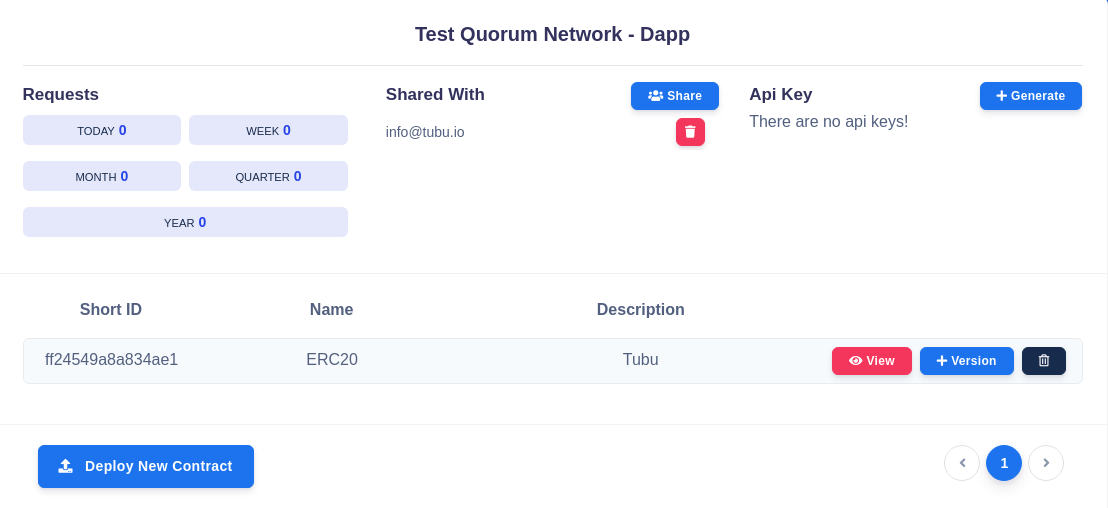 Test Quorum Network - Dapp
Requests
TODAY 0
WEEK 0
MONTH 0
QUARTER 0
YEAR 0
Shared With
Share
info@tubu.io
Api Key
Generate
There are no api keys!
Short ID
Name
Description
ff24549a8a834ae1
ERC20
Tubu
View
Version
Deploy New Contract
1